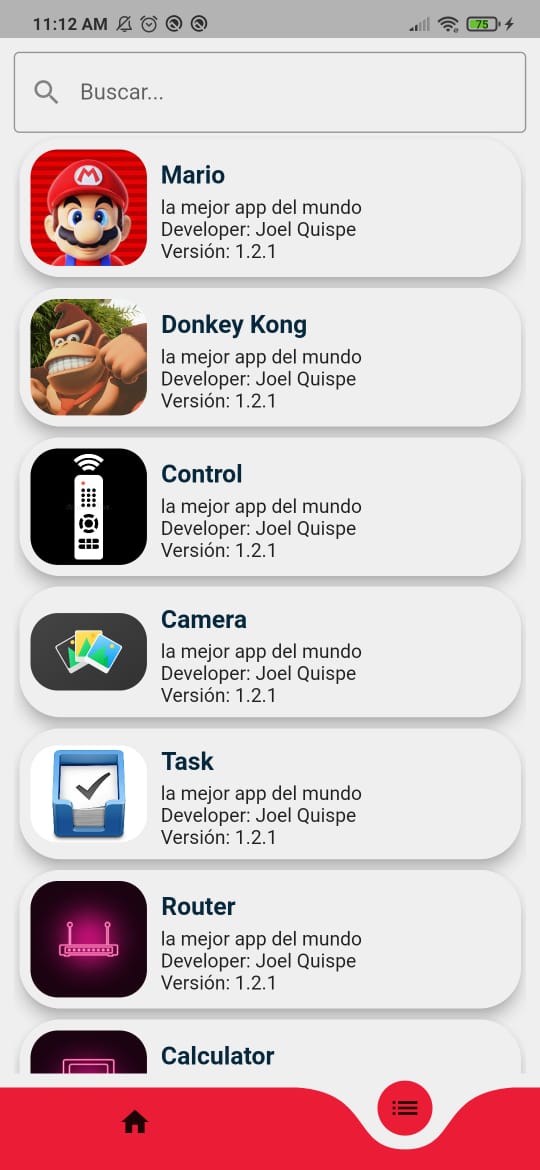 11:12 AM
75
Buscar...
Mario
la mejor app del mundo
Developer: Joel Quispe
Versión: 1.2.1
Donkey Kong
la mejor app del mundo
Developer: Joel Quispe
Versión: 1.2.1
Control
la mejor app del mundo
Developer: Joel Quispe
Versión: 1.2.1
Camera
la mejor app del mundo
Developer: Joel Quispe
Versión: 1.2.1
Task
la mejor app del mundo
Developer: Joel Quispe
Versión: 1.2.1
Router
la mejor app del mundo
Developer: Joel Quispe
Versión: 1.2.1
Calculator